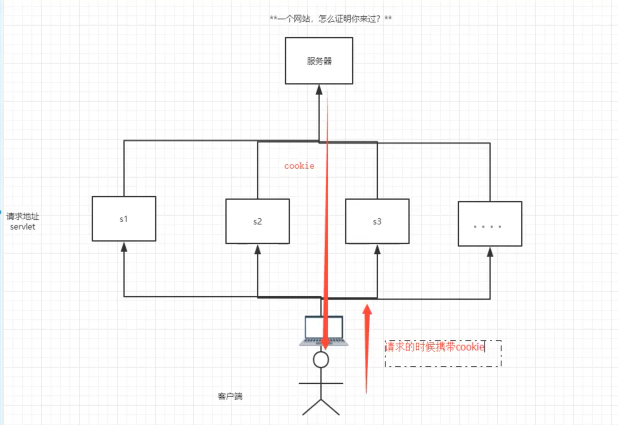 **一个网站，怎么证明你来过？**
服务器
cookie
请求地址
servlet
s1
s2
s3
....
请求的时候携带cookie
客户端